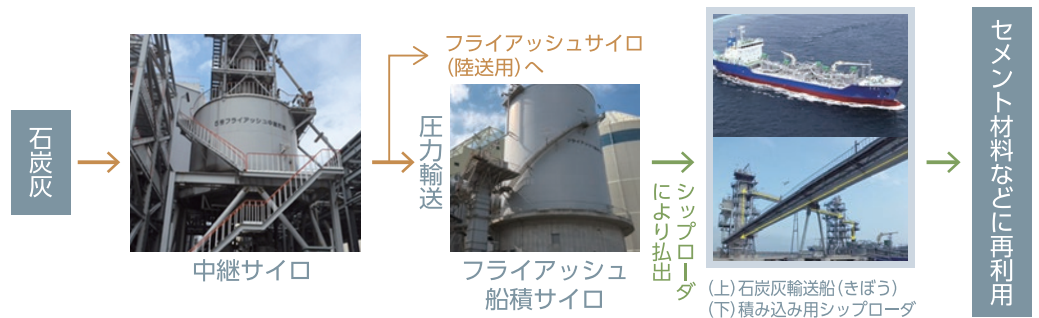 石炭灰
中継サイロ
フライアッシュサイロ
(陸送用)へ
圧力輸送
フライアッシュ
船積サイロ
シップローダ
により払出
(上)石炭灰輸送船(きぼう)
(下)積み込み用シップローダ
セメント材料などに再利用